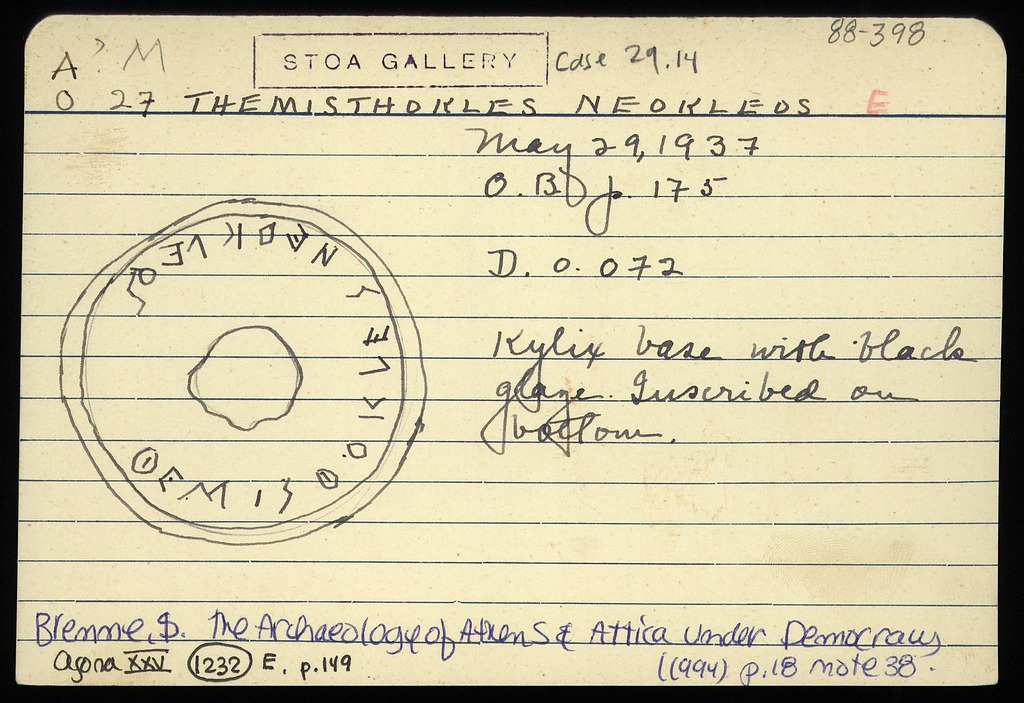 88-398
A ? M STOA GALLERY Case 29.14
O 27 THEMISTHOKLES NEOKLEOS E
May 29, 1937
O.B p. 175
D. 0.072
Kylix base with black
glaze. Inscribed on
bottom.
Brenne, S. The Archaeology of Athens & Attica under Democracy
Agora XXV 1232 E. p.149 (1994) p.18 note 38.